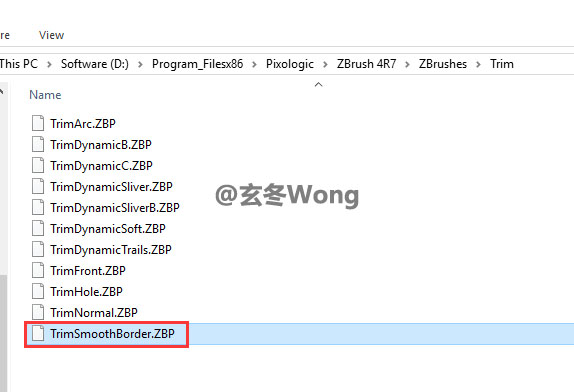 re View
This PC > Software (D:) > Program_Filesx86 > Pixologic > ZBrush 4R7 > ZBrushes > Trim
Name
TrimArc.ZBP
TrimDynamicB.ZBP
TrimDynamicC.ZBP
TrimDynamicSliver.ZBP
TrimDynamicSliverB.ZBP
TrimDynamicSoft.ZBP
TrimDynamicTrails.ZBP
TrimFront.ZBP
TrimHole.ZBP
TrimNormal.ZBP
TrimSmoothBorder.ZBP
@玄冬Wong